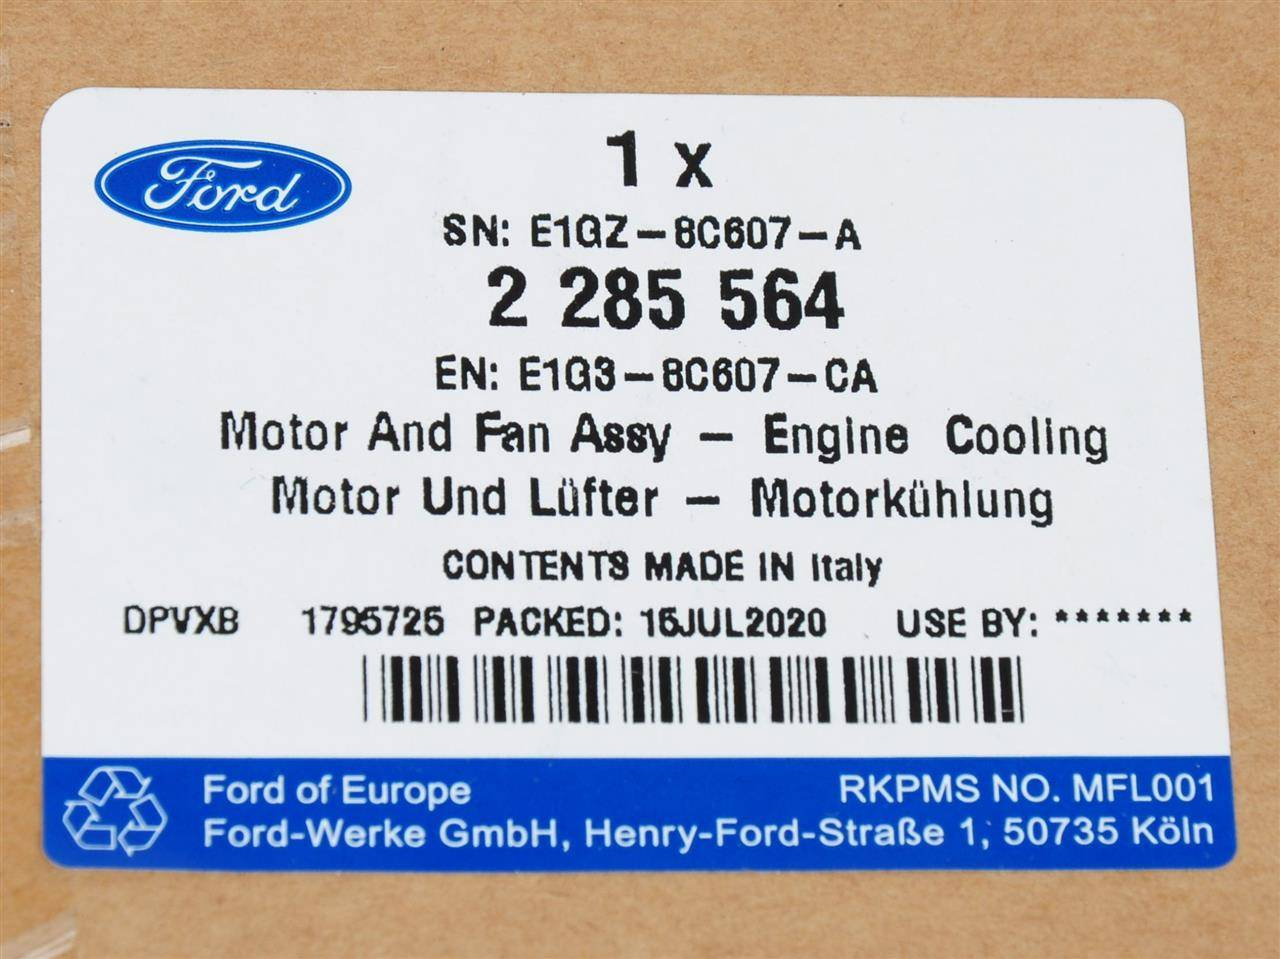 Ford
1 x
SN: E1GZ-8C607-A
2 285 564
EN: E1G3-8C607-CA
Motor And Fan Assy - Engine Cooling
Motor Und Lüfter - Motorkühlung
CONTENTS MADE IN Italy
DPVXB 1795725 PACKED: 15JUL2020 USE BY: *******
Ford of Europe RKPMS NO. MFL001
Ford-Werke GmbH, Henry-Ford-Straße 1, 50735 Köln